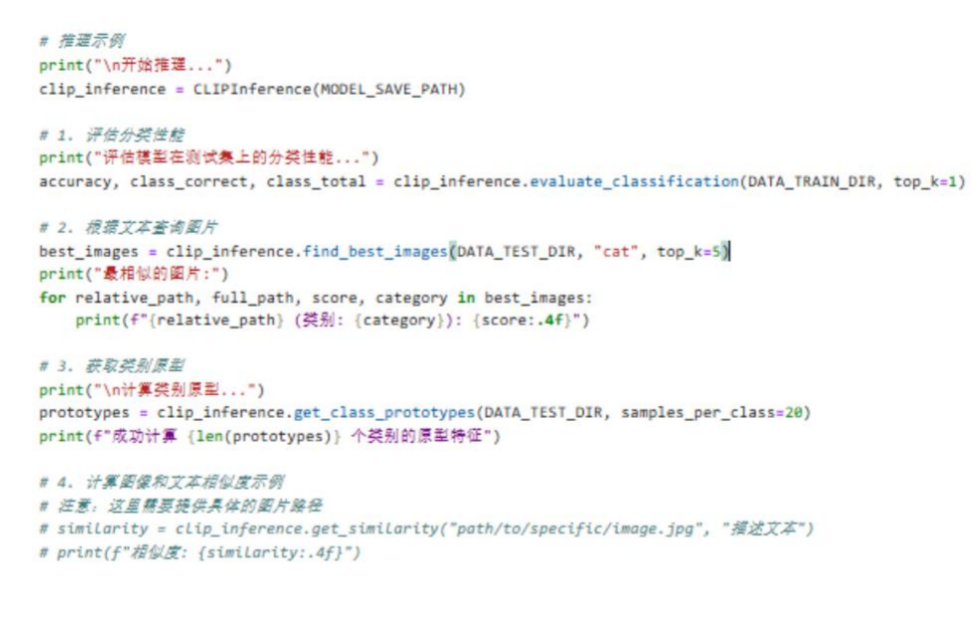 # 推理示例
print("\n开始推理...")
clip_inference = CLIPInference(MODEL_SAVE_PATH)
# 1. 评估分类性能
print("评估模型在测试集上的分类性能...")
accuracy, class_correct, class_total = clip_inference.evaluate_classification(DATA_TRAIN_DIR, top_k=1)
# 2. 根据文本查询图片
best_images = clip_inference.find_best_images(DATA_TEST_DIR, "cat", top_k=5)
print("最相似的图片:")
for relative_path, full_path, score, category in best_images:
    print(f"{relative_path} (类别: {category}): {score:.4f}")
# 3. 获取类别原型
print("\n计算类别原型...")
prototypes = clip_inference.get_class_prototypes(DATA_TEST_DIR, samples_per_class=20)
print(f"成功计算 {len(prototypes)} 个类别的原型特征")
# 4. 计算图像和文本相似度示例
# 注意: 这里需要提供具体的图片路径
# similarity = clip_inference.get_similarity("path/to/specific/image.jpg", "描述文本")
# print(f"相似度: {similarity:.4f}")